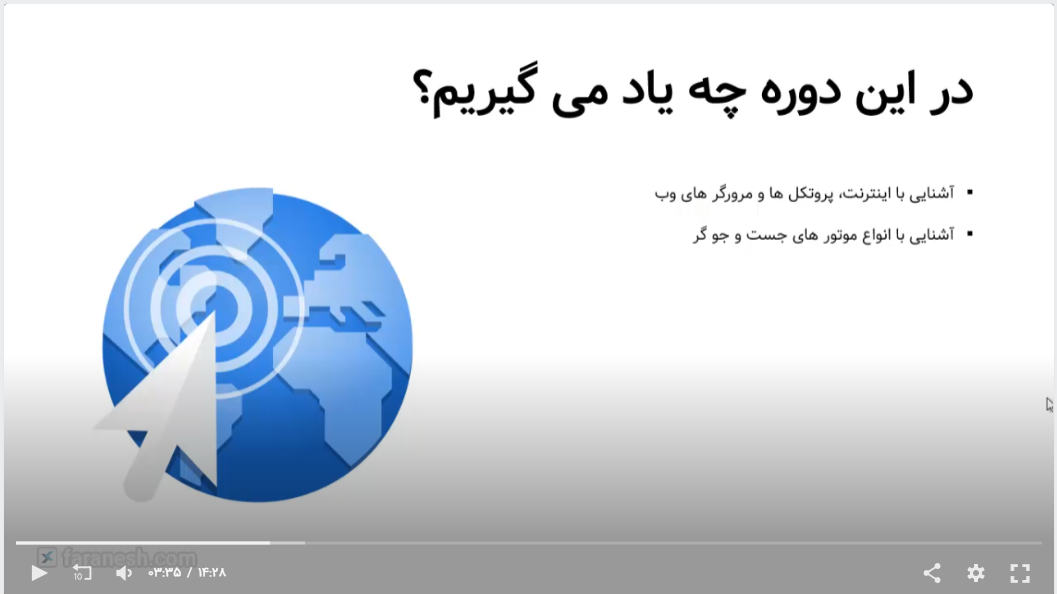 در این دوره چه یاد می گیریم؟
▪ آشنایی با اینترنت، پروتکل ها و مرورگر های وب
▪ آشنایی با انواع موتور های جست و جو گر
faranesh.com
10
۰۳:۳۵ / ۱۴:۲۸